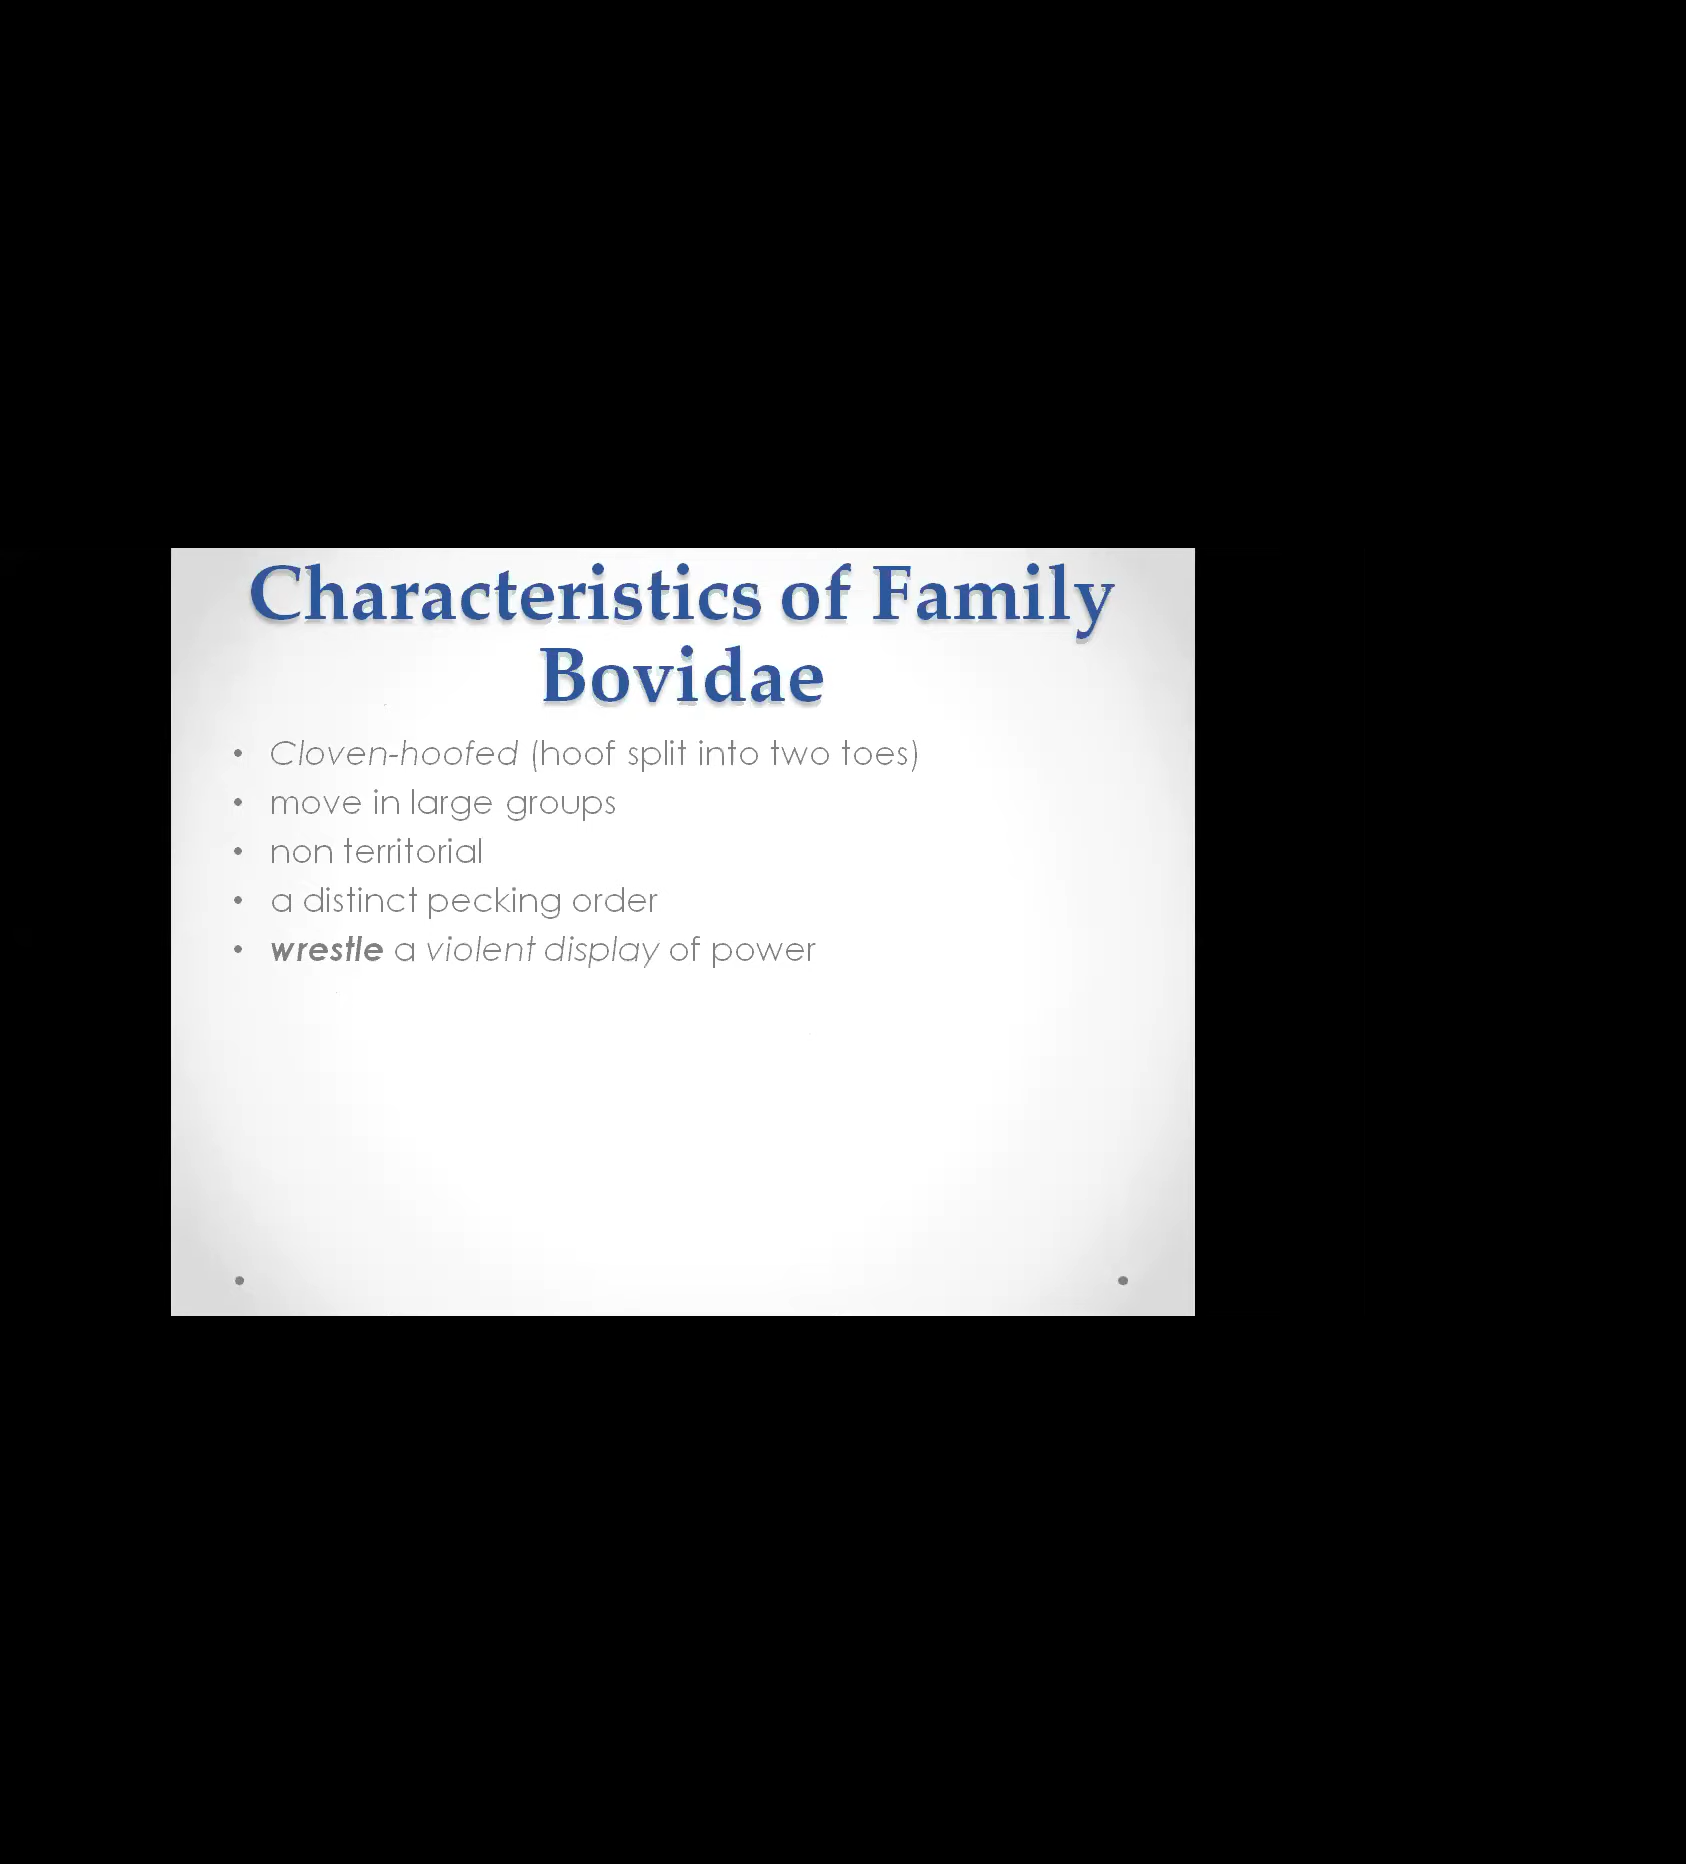 Characteristics of Family
Bovidae
• Cloven-hoofed (hoof split into two toes)
• move in large groups
• non territorial
• a distinct pecking order
• wrestle a violent display of power